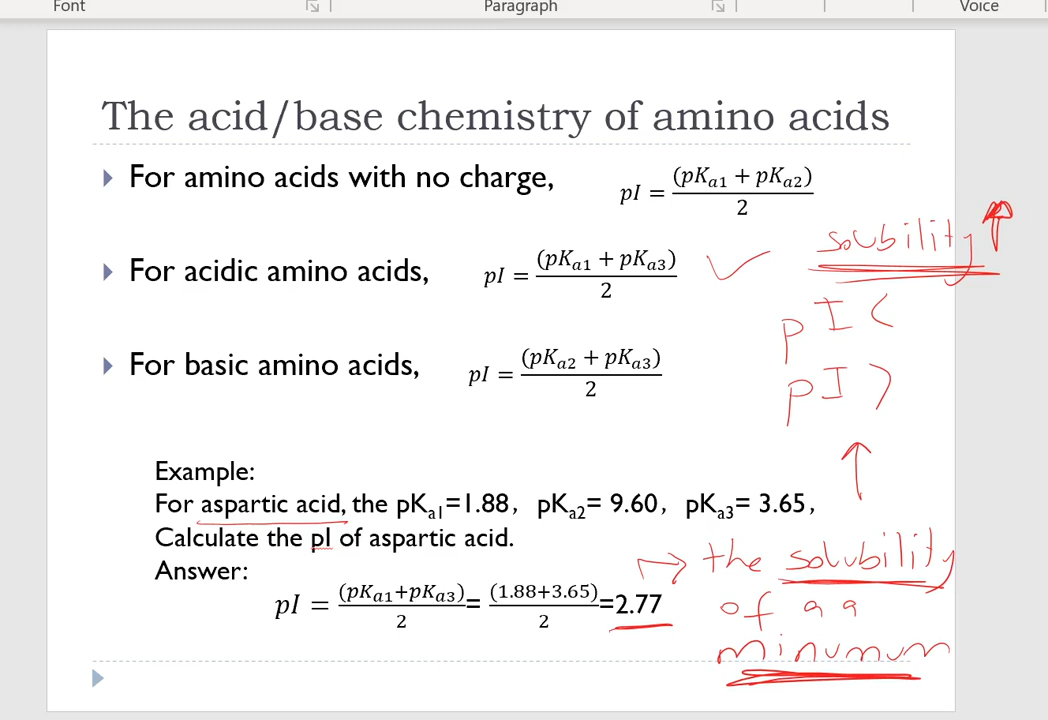 Font Paragraph Voice
The acid/base chemistry of amino acids
For amino acids with no charge, pI = (pKa1 + pKa2) / 2
soubility ↑
For acidic amino acids, pI = (pKa1 + pKa3) / 2 ✓
pI <
For basic amino acids, pI = (pKa2 + pKa3) / 2
pI >
↑
Example:
For aspartic acid, the pKa1=1.88, pKa2= 9.60, pKa3= 3.65,
Calculate the pI of aspartic acid.
Answer:
pI = (pKa1+pKa3) / 2 = (1.88+3.65) / 2 =2.77
→ the solubility
of aa
minumum